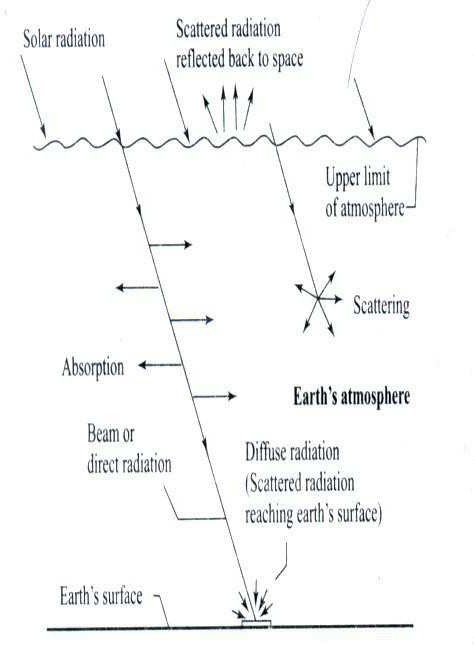 Solar radiation
Scattered radiation
reflected back to space
Upper limit
of atmosphere
Scattering
Absorption
Earth's atmosphere
Beam or
direct radiation
Diffuse radiation
(Scattered radiation
reaching earth's surface)
Earth's surface